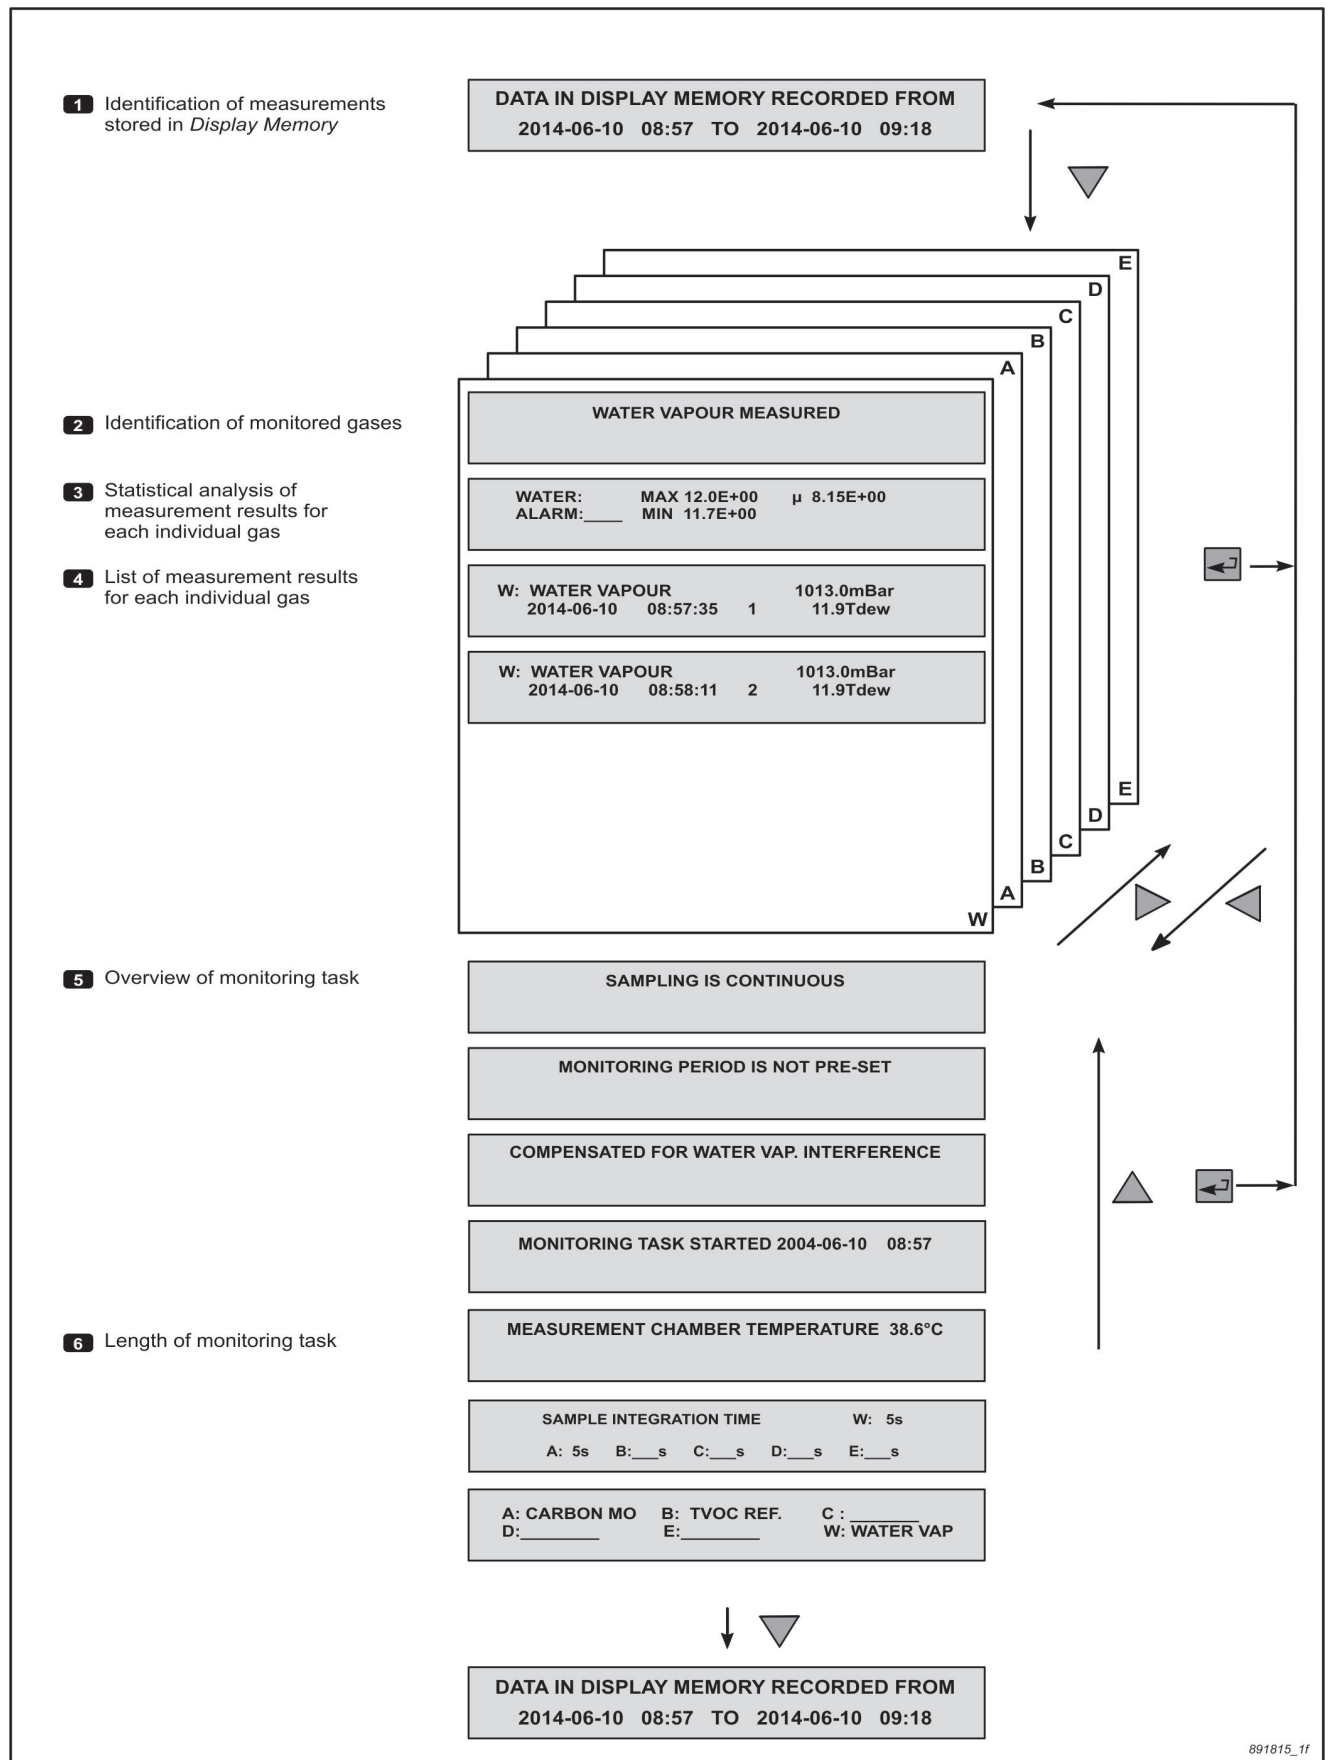 1 Identification of measurements
stored in Display Memory
DATA IN DISPLAY MEMORY RECORDED FROM
2014-06-10 08:57 TO 2014-06-10 09:18
E
D
C
B
A
2 Identification of monitored gases
WATER VAPOUR MEASURED
3 Statistical analysis of
measurement results for
each individual gas
WATER: MAX 12.0E+00 µ 8.15E+00
ALARM:____ MIN 11.7E+00
4 List of measurement results
for each individual gas
W: WATER VAPOUR 1013.0mBar
2014-06-10 08:57:35 1 11.9Tdew
W: WATER VAPOUR 1013.0mBar
2014-06-10 08:58:11 2 11.9Tdew
E
D
C
B
A
W
5 Overview of monitoring task
SAMPLING IS CONTINUOUS
MONITORING PERIOD IS NOT PRE-SET
COMPENSATED FOR WATER VAP. INTERFERENCE
MONITORING TASK STARTED 2004-06-10 08:57
6 Length of monitoring task
MEASUREMENT CHAMBER TEMPERATURE 38.6°C
SAMPLE INTEGRATION TIME W: 5s
A: 5s B:___s C:___s D:___s E:___s
A: CARBON MO B: TVOC REF. C : _______
D:________ E:________ W: WATER VAP
DATA IN DISPLAY MEMORY RECORDED FROM
2014-06-10 08:57 TO 2014-06-10 09:18
891815_1f